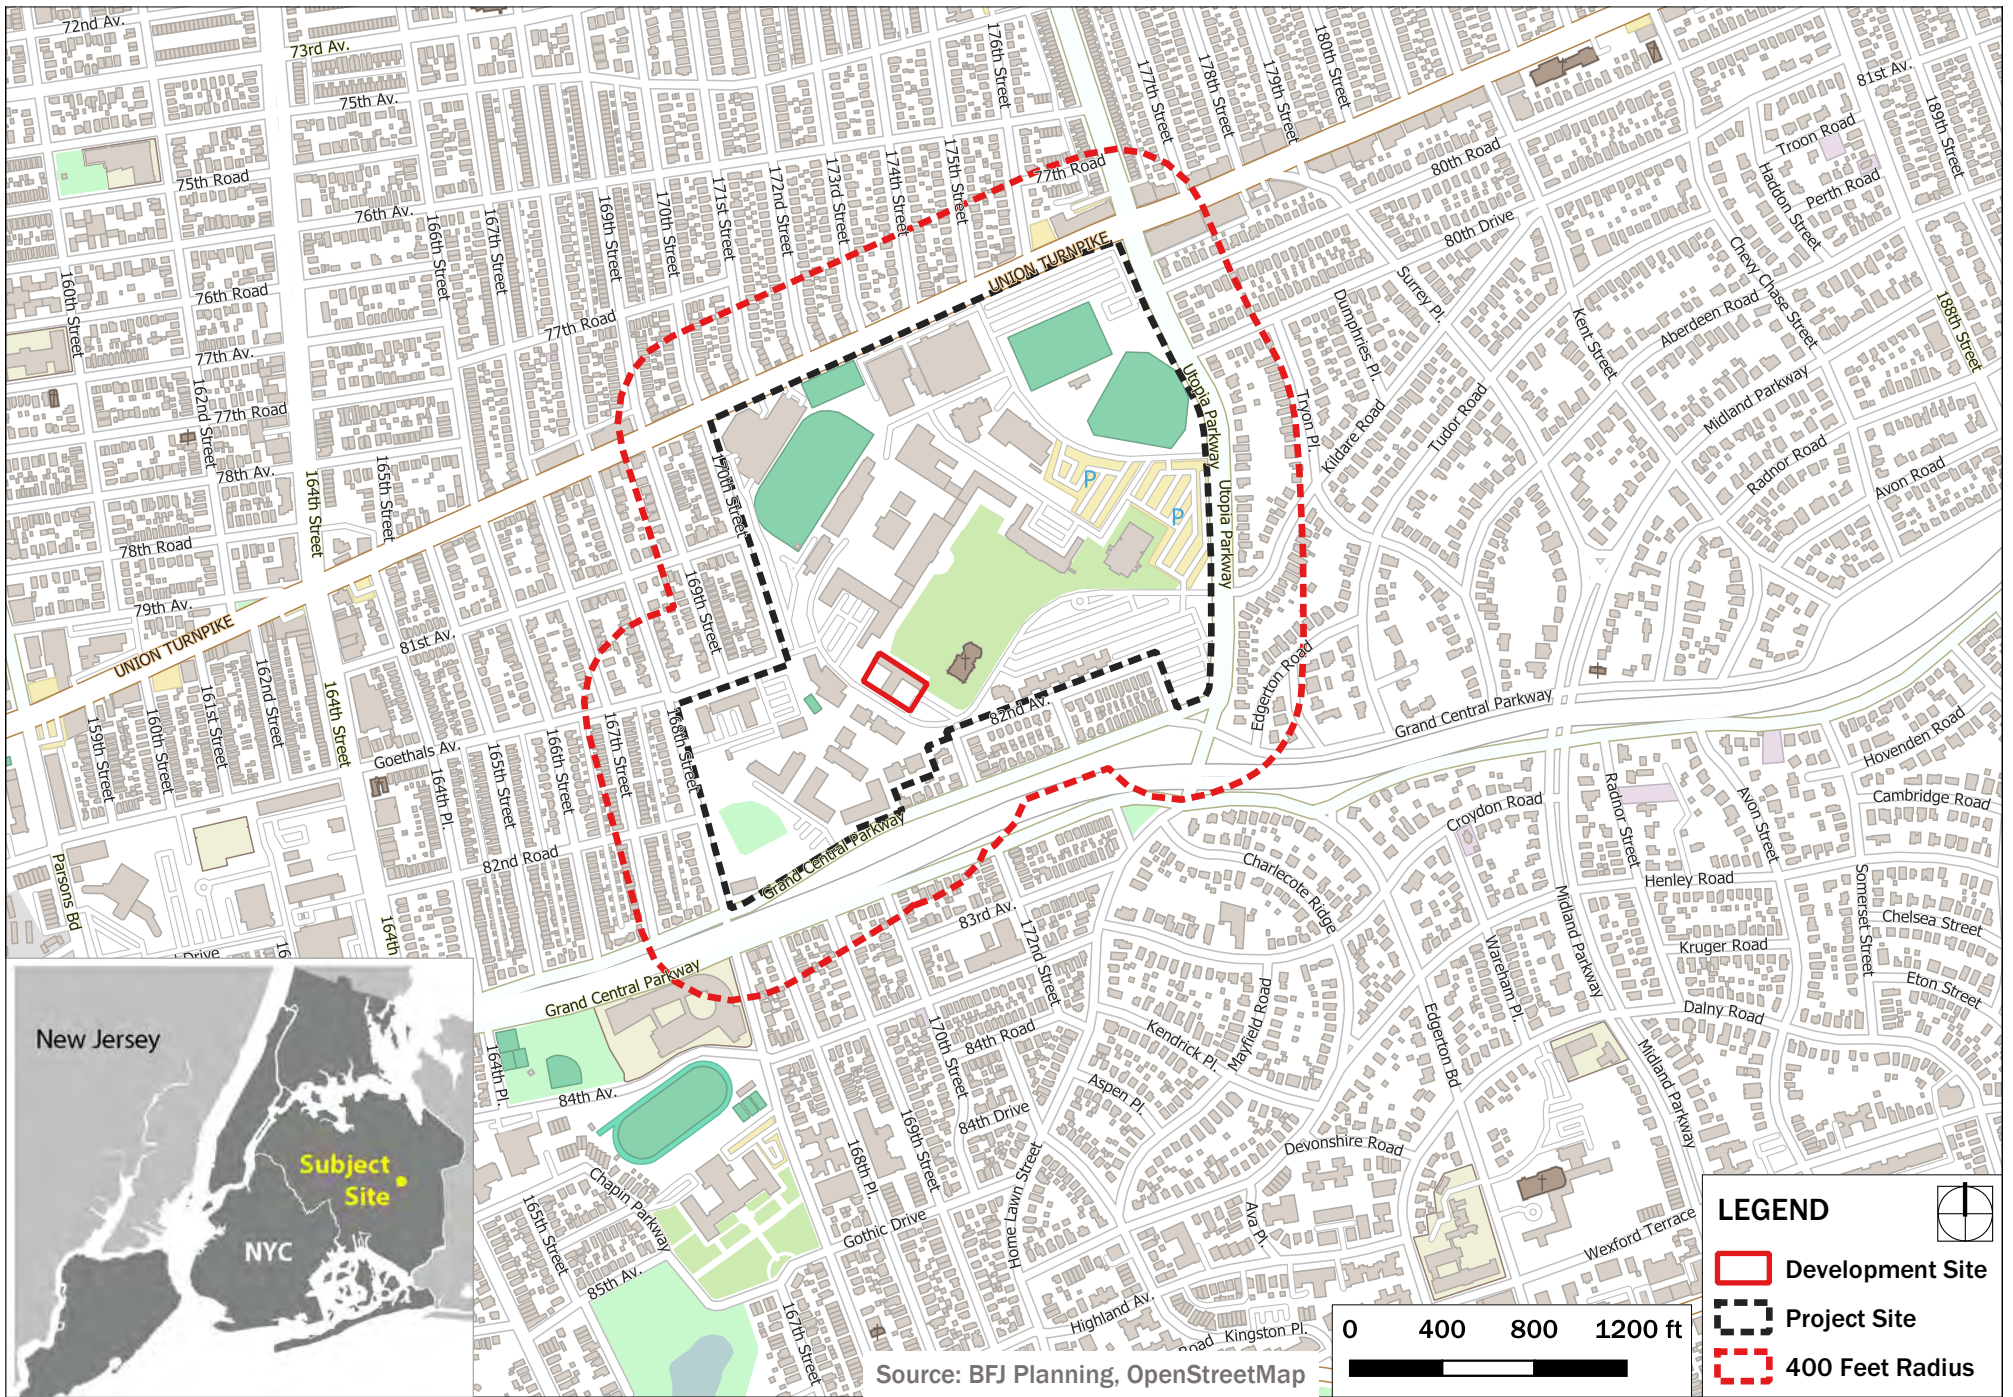 72nd Av.
73rd Av.
75th Av.
75th Road
76th Av.
76th Road
77th Av.
77th Road
77th Road
77th Road
78th Av.
78th Road
79th Av.
81st Av.
160th Street
162nd Street
164th Street
165th Street
166th Street
167th Street
169th Street
170th Street
171st Street
172nd Street
173rd Street
174th Street
175th Street
176th Street
177th Street
178th Street
179th Street
180th Street
81st Av.
189th Street
188th Street
Troon Road
Haddon Street
Perth Road
80th Road
80th Drive
Chevy Chase Street
Surrey Pl.
Dumphries Pl.
Kent Street
Aberdeen Road
Midland Parkway
Radnor Road
Avon Road
Tudor Road
Kildare Road
Tryon Pl.
UNION TURNPIKE
UNION TURNPIKE
Utopia Parkway
Utopia Parkway
P
P
170th Street
169th Street
168th Street
167th Street
166th Street
165th Street
164th Pl.
164th Street
162nd Street
161st Street
160th Street
159th Street
Goethals Av.
82nd Road
82nd Av.
Edgerton Road
Grand Central Parkway
Grand Central Parkway
Grand Central Parkway
Hovenden Road
Cambridge Road
Radnor Street
Avon Street
Croydon Road
Henley Road
Somerset Street
Chelsea Street
Kruger Road
Eton Street
Dalny Road
Midland Parkway
Midland Parkway
Wareham Pl.
Edgerton Bd
Charlecote Ridge
Mayfield Road
Kendrick Pl.
Aspen Pl.
Devonshire Road
Ava Pl.
Wexford Terrace
83rd Av.
172nd Street
170th Street
84th Road
84th Drive
169th Street
168th Pl.
Home Lawn Street
Gothic Drive
Highland Av.
Kingston Pl.
Road
167th Street
84th Av.
164th Pl.
Chapin Parkway
165th Street
85th Av.
Parsons Bd
Drive
16
164th
New Jersey
Subject
Site
NYC
LEGEND
Development Site
Project Site
400 Feet Radius
0 400 800 1200 ft
Source: BFJ Planning, OpenStreetMap